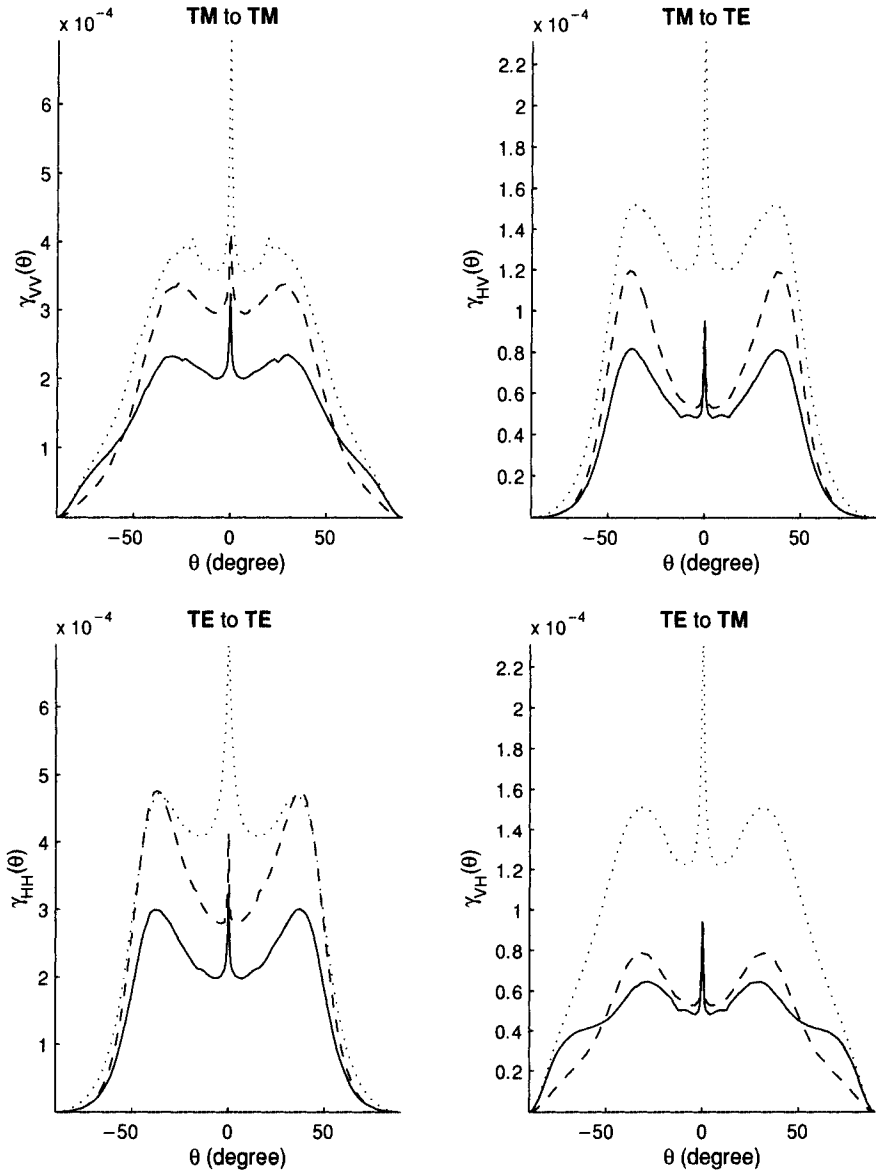 TM to TM
x 10⁻⁴
6
5
4
3
2
1
γVV(θ)
−50
0
50
θ (degree)
TM to TE
x 10⁻⁴
2.2
2
1.8
1.6
1.4
1.2
1
0.8
0.6
0.4
0.2
γHV(θ)
−50
0
50
θ (degree)
TE to TE
x 10⁻⁴
6
5
4
3
2
1
γHH(θ)
−50
0
50
θ (degree)
TE to TM
x 10⁻⁴
2.2
2
1.8
1.6
1.4
1.2
1
0.8
0.6
0.4
0.2
γVH(θ)
−50
0
50
θ (degree)